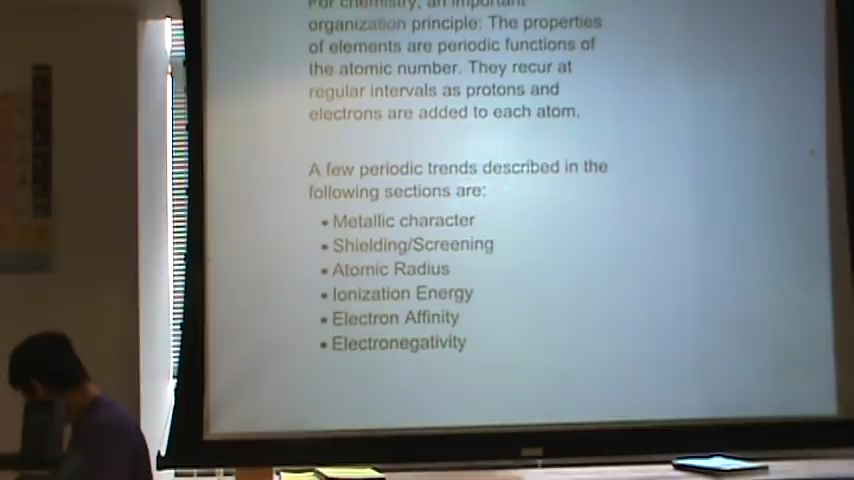 For chemistry, an important
organization principle: The properties
of elements are periodic functions of
the atomic number. They recur at
regular intervals as protons and
electrons are added to each atom.
A few periodic trends described in the
following sections are:
• Metallic character
• Shielding/Screening
• Atomic Radius
• Ionization Energy
• Electron Affinity
• Electronegativity